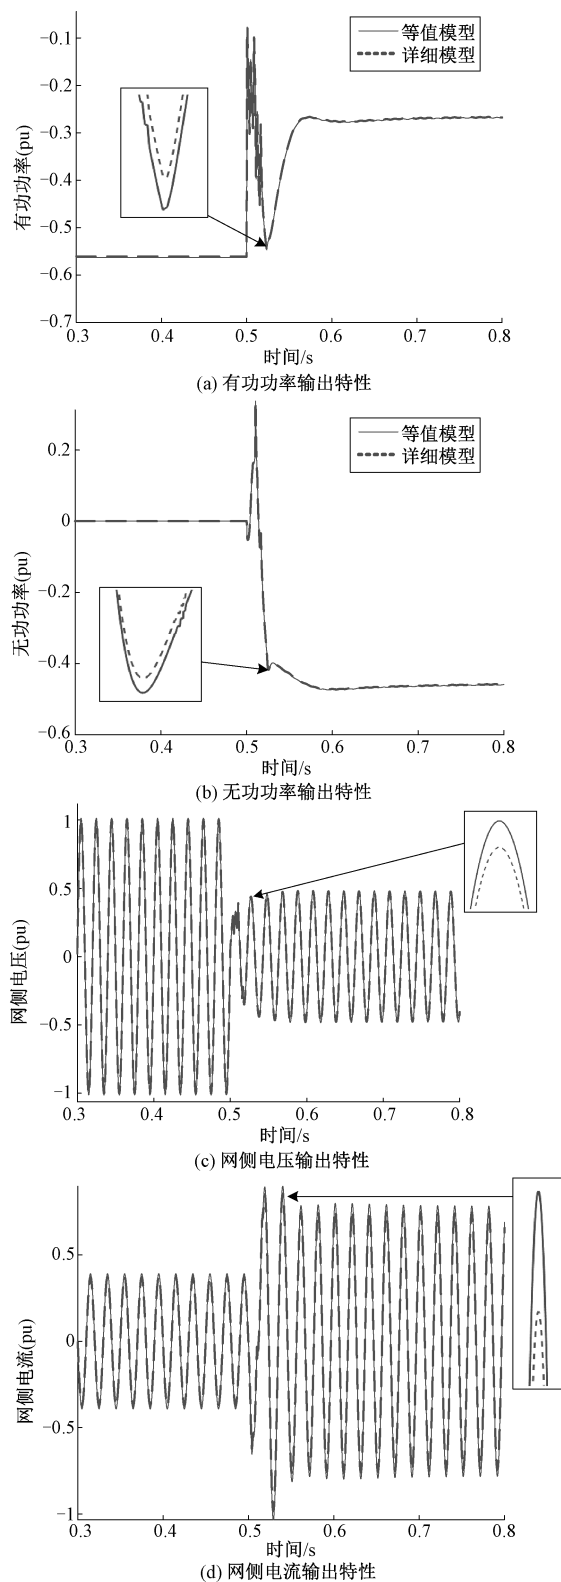 −0.1
等值模型
详细模型
−0.2
−0.3
有功功率(pu)
−0.4
−0.5
−0.6
−0.7
0.3 0.4 0.5 0.6 0.7 0.8
时间/s
(a) 有功功率输出特性
等值模型
详细模型
0.2
0
−0.2
无功功率(pu)
−0.4
−0.6
0.3 0.4 0.5 0.6 0.7 0.8
时间/s
(b) 无功功率输出特性
1
0.5
网侧电压(pu)
0
−0.5
−1
0.3 0.4 0.5 0.6 0.7 0.8
时间/s
(c) 网侧电压输出特性
0.5
网侧电流(pu)
0
−0.5
−1
0.3 0.4 0.5 0.6 0.7 0.8
时间/s
(d) 网侧电流输出特性